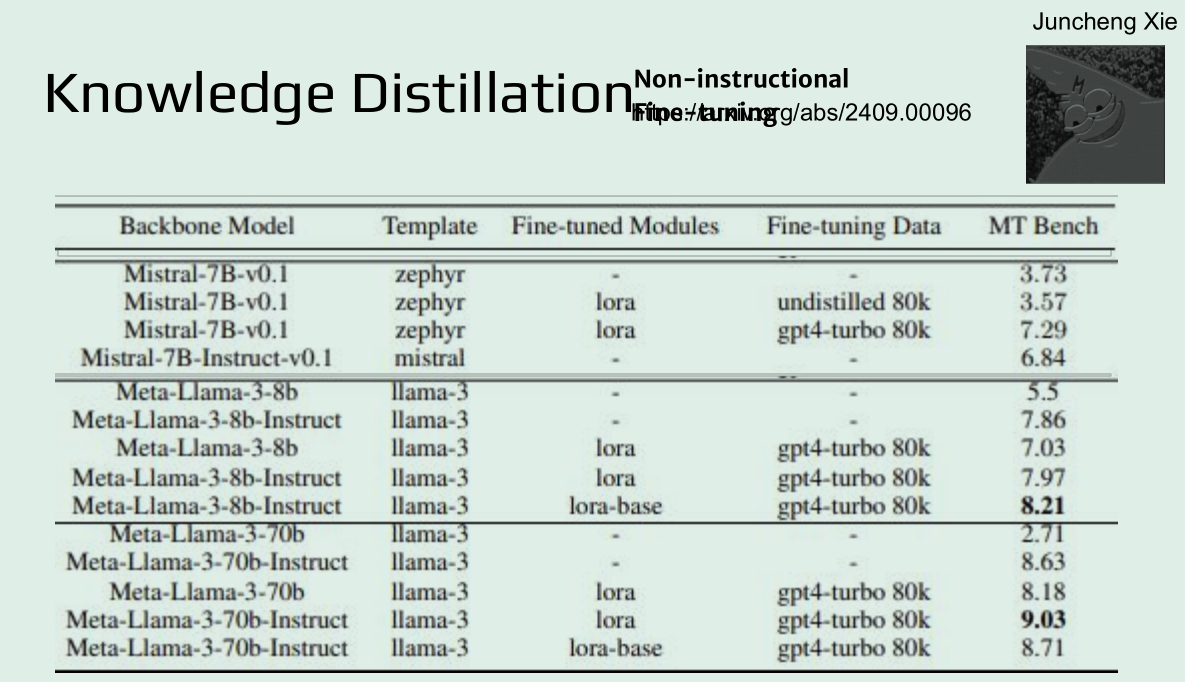 Juncheng Xie
Knowledge Distillation
Non-instructional
Fine-tuning
https://arxiv.org/abs/2409.00096
Backbone Model Template Fine-tuned Modules Fine-tuning Data MT Bench
Mistral-7B-v0.1 zephyr - - 3.73
Mistral-7B-v0.1 zephyr lora undistilled 80k 3.57
Mistral-7B-v0.1 zephyr lora gpt4-turbo 80k 7.29
Mistral-7B-Instruct-v0.1 mistral - - 6.84
Meta-Llama-3-8b llama-3 - - 5.5
Meta-Llama-3-8b-Instruct llama-3 - - 7.86
Meta-Llama-3-8b llama-3 lora gpt4-turbo 80k 7.03
Meta-Llama-3-8b-Instruct llama-3 lora gpt4-turbo 80k 7.97
Meta-Llama-3-8b-Instruct llama-3 lora-base gpt4-turbo 80k 8.21
Meta-Llama-3-70b llama-3 - - 2.71
Meta-Llama-3-70b-Instruct llama-3 - - 8.63
Meta-Llama-3-70b llama-3 lora gpt4-turbo 80k 8.18
Meta-Llama-3-70b-Instruct llama-3 lora gpt4-turbo 80k 9.03
Meta-Llama-3-70b-Instruct llama-3 lora-base gpt4-turbo 80k 8.71